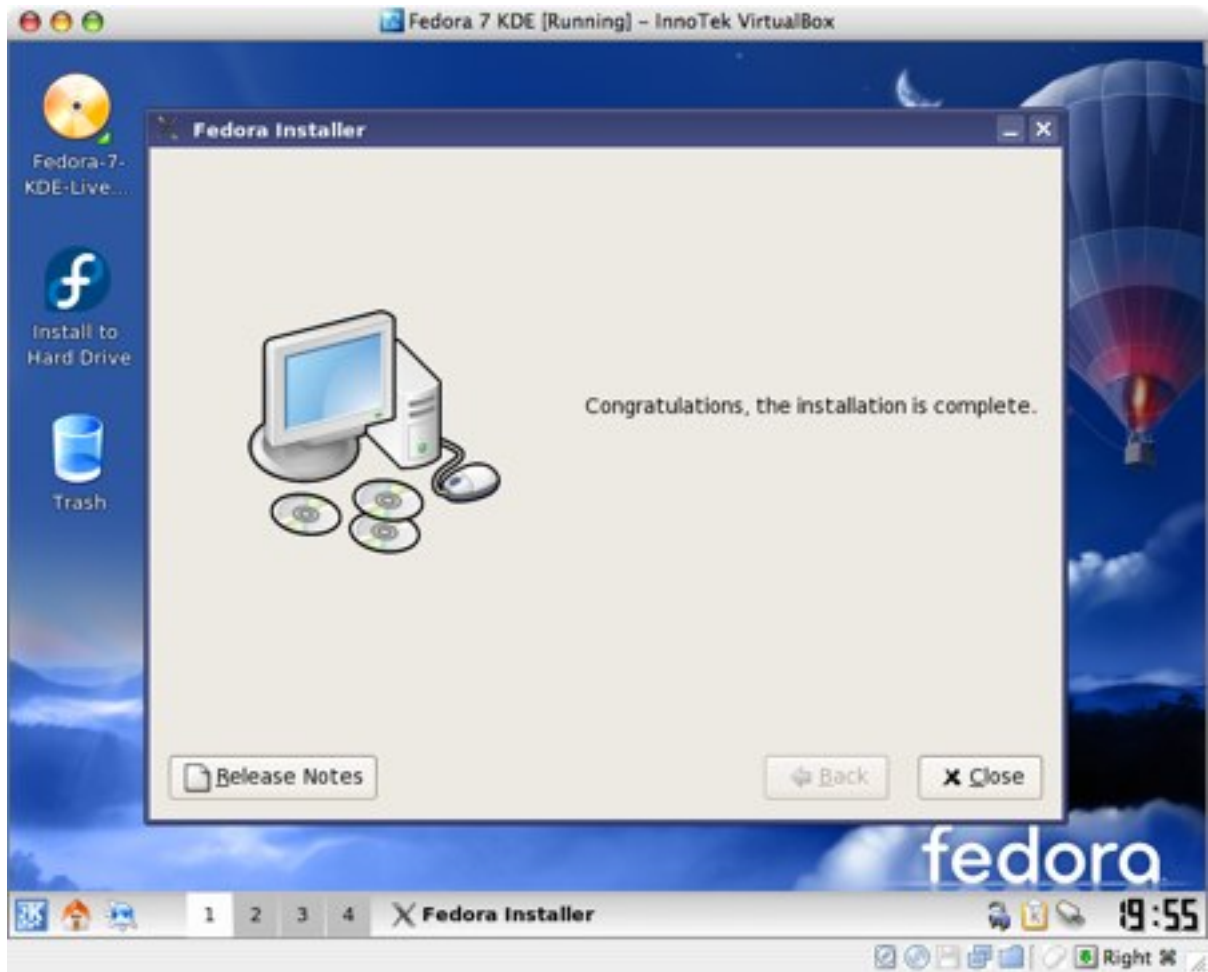 Fedora 7 KDE [Running] – InnoTek VirtualBox
Fedora Installer
Fedora-7-
KDE-Live....
Install to
Hard Drive
Trash
Congratulations, the installation is complete.
Release Notes
Back
Close
fedora
1 2 3 4 Fedora Installer
19:55
Right ⌘